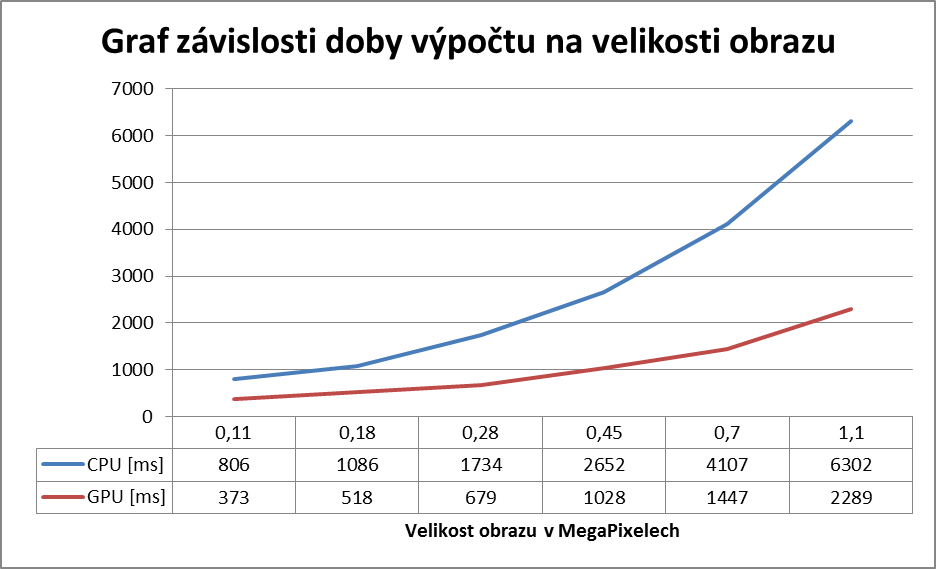 Graf závislosti doby výpočtu na velikosti obrazu
7000
6000
5000
4000
3000
2000
1000
0
0,11 0,18 0,28 0,45 0,7 1,1
CPU [ms] 806 1086 1734 2652 4107 6302
GPU [ms] 373 518 679 1028 1447 2289
Velikost obrazu v MegaPixelech